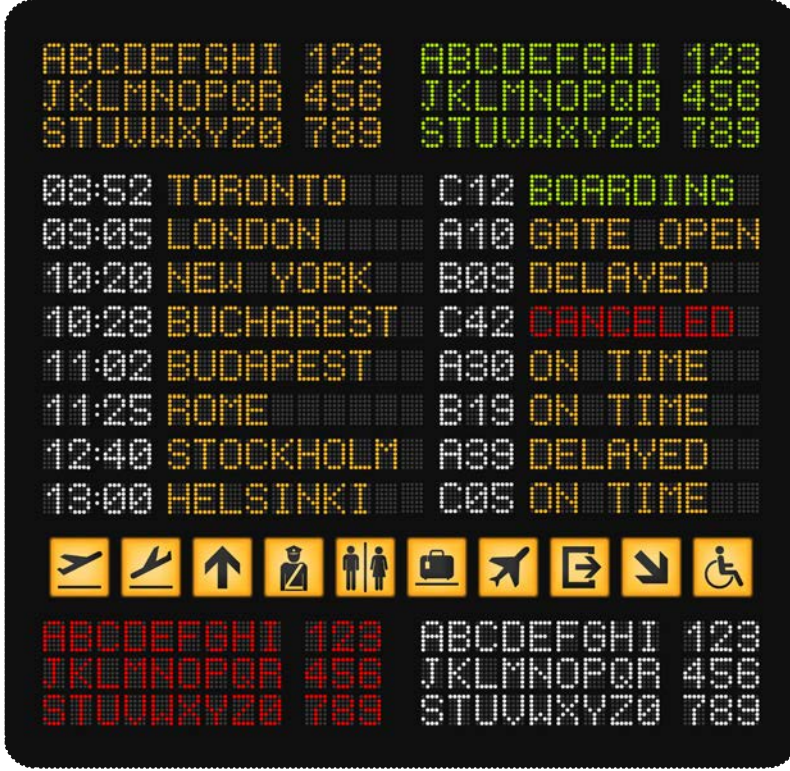 ABCDEFGHI 123 ABCDEFGHI 123
JKLMNOPQR 456 JKLMNOPQR 456
STUVWXYZ0 789 STUVWXYZ0 789
08:52 TORONTO C12 BOARDING
09:05 LONDON A10 GATE OPEN
10:20 NEW YORK B09 DELAYED
10:28 BUCHAREST C42 CANCELED
11:02 BUDAPEST A30 ON TIME
11:25 ROME B19 ON TIME
12:40 STOCKHOLM A39 DELAYED
13:00 HELSINKI C05 ON TIME
ABCDEFGHI 123 ABCDEFGHI 123
JKLMNOPQR 456 JKLMNOPQR 456
STUVWXYZ0 789 STUVWXYZ0 789